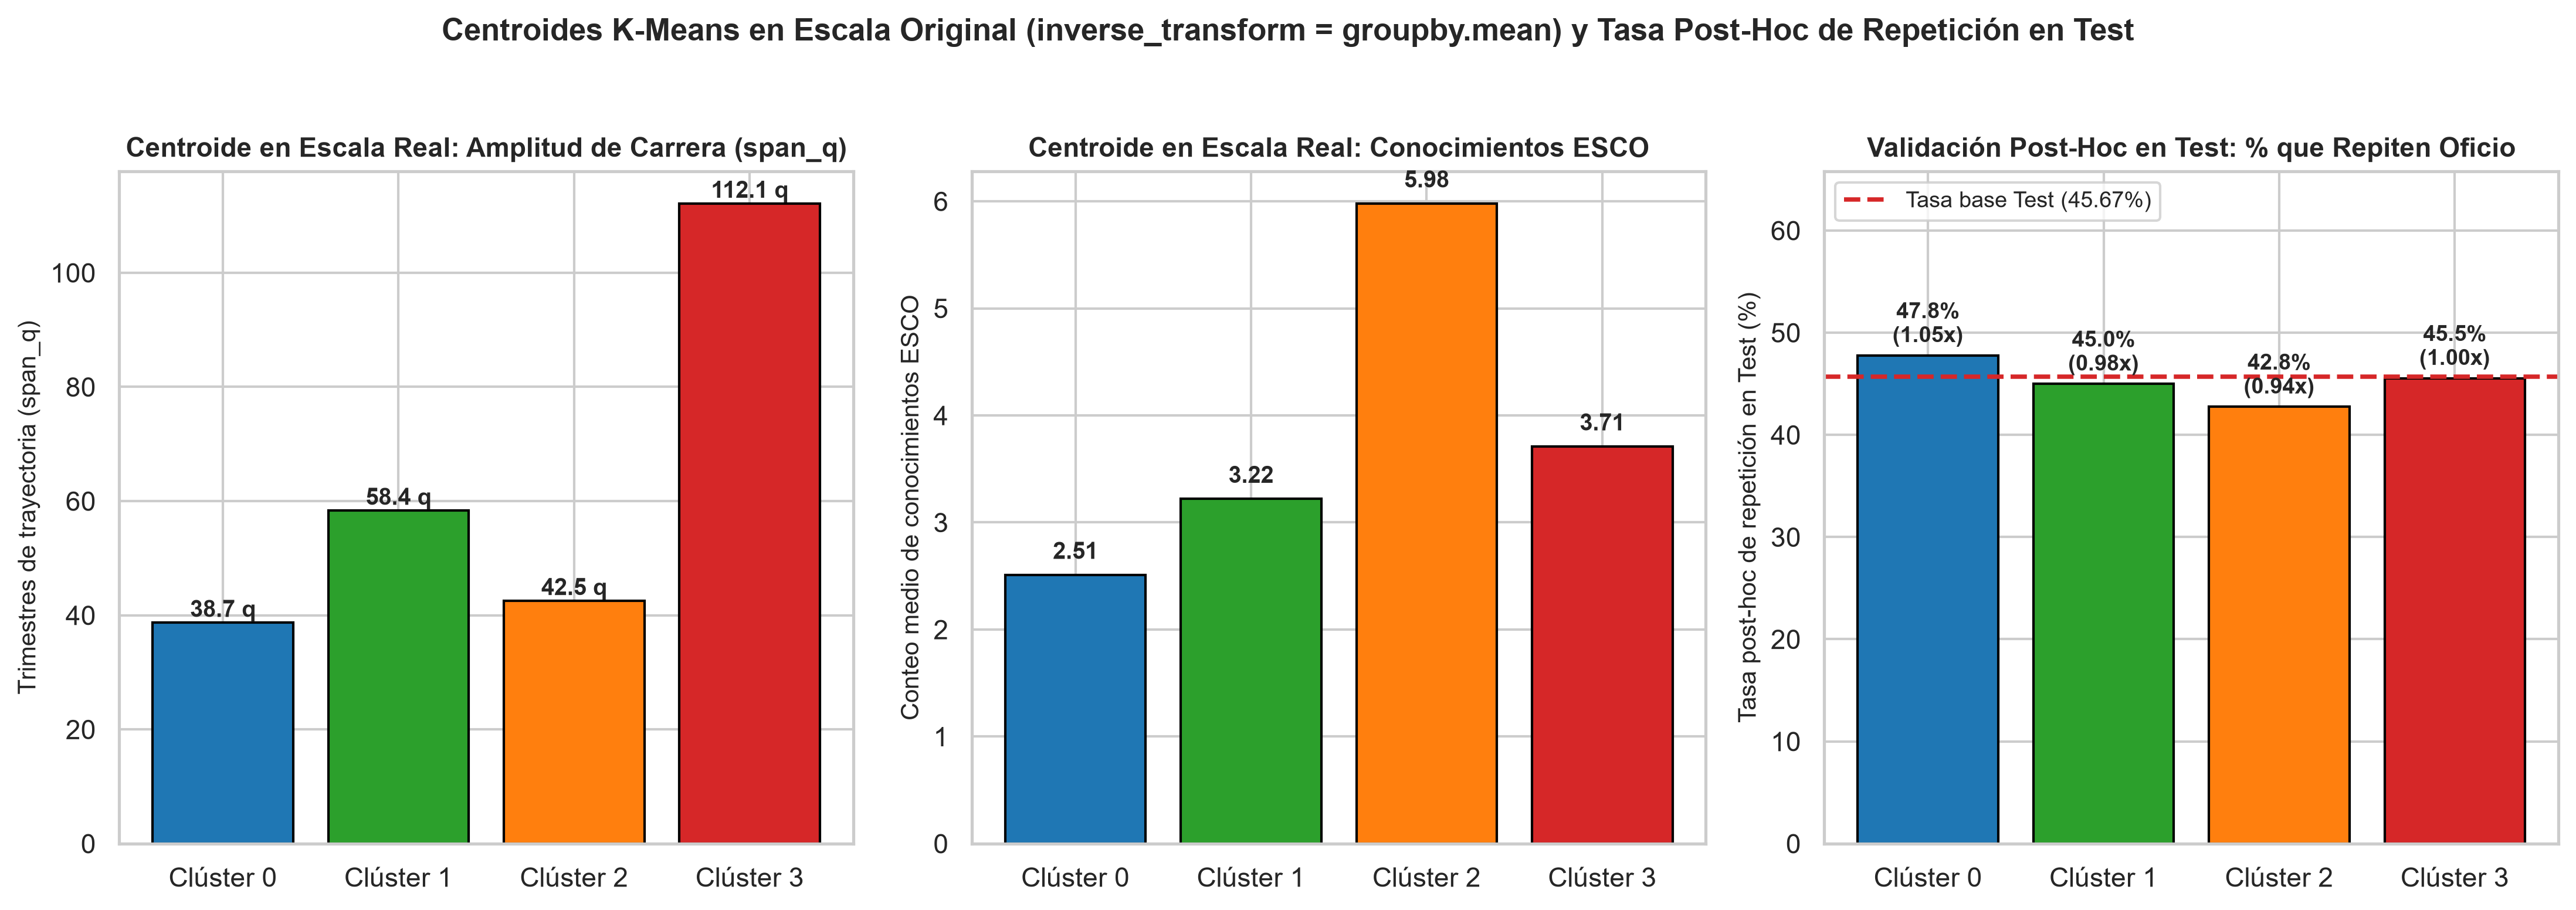 Centroides K-Means en Escala Original (inverse_transform = groupby.mean) y Tasa Post-Hoc de Repetición en Test
Centroide en Escala Real: Amplitud de Carrera (span_q)
Trimestres de trayectoria (span_q)
100
80
60
40
20
0
38.7 q
58.4 q
42.5 q
112.1 q
Clúster 0
Clúster 1
Clúster 2
Clúster 3
Centroide en Escala Real: Conocimientos ESCO
Conteo medio de conocimientos ESCO
6
5
4
3
2
1
0
2.51
3.22
5.98
3.71
Clúster 0
Clúster 1
Clúster 2
Clúster 3
Validación Post-Hoc en Test: % que Repiten Oficio
Tasa post-hoc de repetición en Test (%)
Tasa base Test (45.67%)
60
50
40
30
20
10
0
47.8%
(1.05x)
45.0%
(0.98x)
42.8%
(0.94x)
45.5%
(1.00x)
Clúster 0
Clúster 1
Clúster 2
Clúster 3